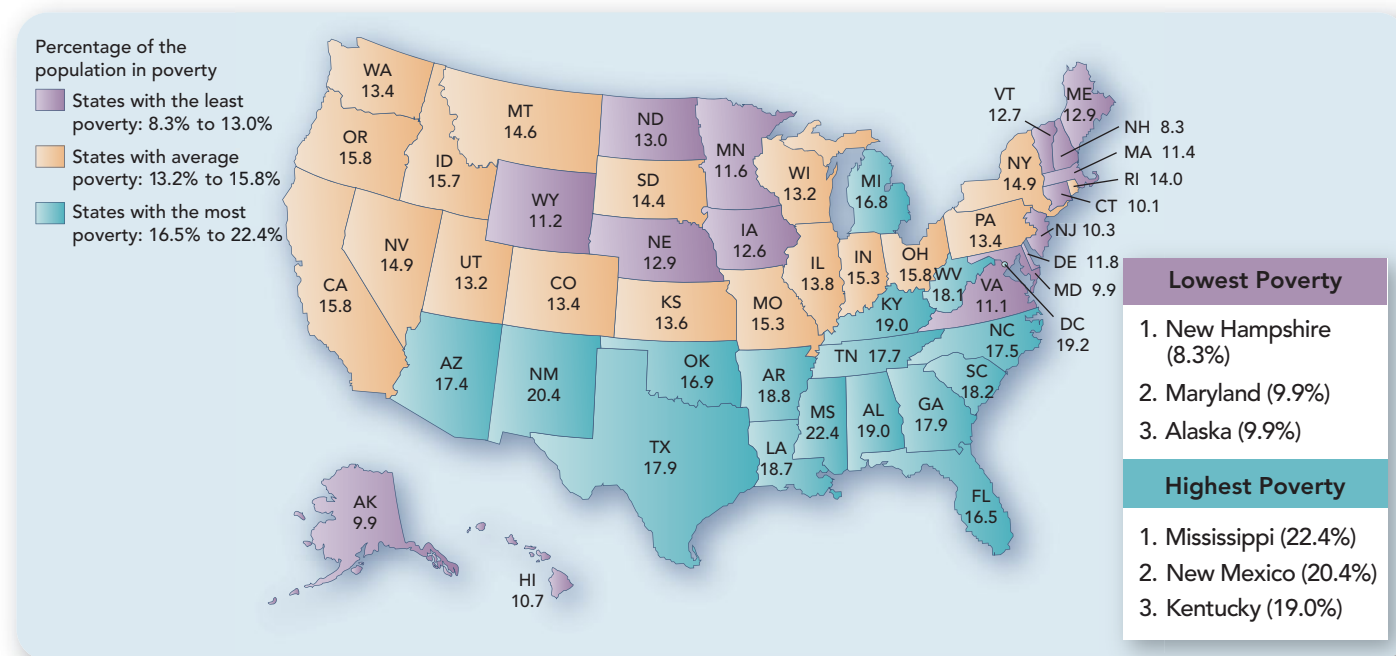 Percentage of the
population in poverty
States with the least
poverty: 8.3% to 13.0%
States with average
poverty: 13.2% to 15.8%
States with the most
poverty: 16.5% to 22.4%
WA
13.4
OR
15.8
CA
15.8
NV
14.9
ID
15.7
MT
14.6
WY
11.2
UT
13.2
CO
13.4
AZ
17.4
NM
20.4
ND
13.0
SD
14.4
NE
12.9
KS
13.6
OK
16.9
TX
17.9
MN
11.6
IA
12.6
MO
15.3
AR
18.8
LA
18.7
WI
13.2
IL
13.8
MI
16.8
IN
15.3
OH
15.8
KY
19.0
TN 17.7
MS
22.4
AL
19.0
GA
17.9
FL
16.5
SC
18.2
NC
17.5
VA
11.1
WV
18.1
PA
13.4
NY
14.9
VT
12.7
ME
12.9
NH 8.3
MA 11.4
RI 14.0
CT 10.1
NJ 10.3
DE 11.8
MD 9.9
DC
19.2
AK
9.9
HI
10.7
Lowest Poverty
1. New Hampshire
(8.3%)
2. Maryland (9.9%)
3. Alaska (9.9%)
Highest Poverty
1. Mississippi (22.4%)
2. New Mexico (20.4%)
3. Kentucky (19.0%)